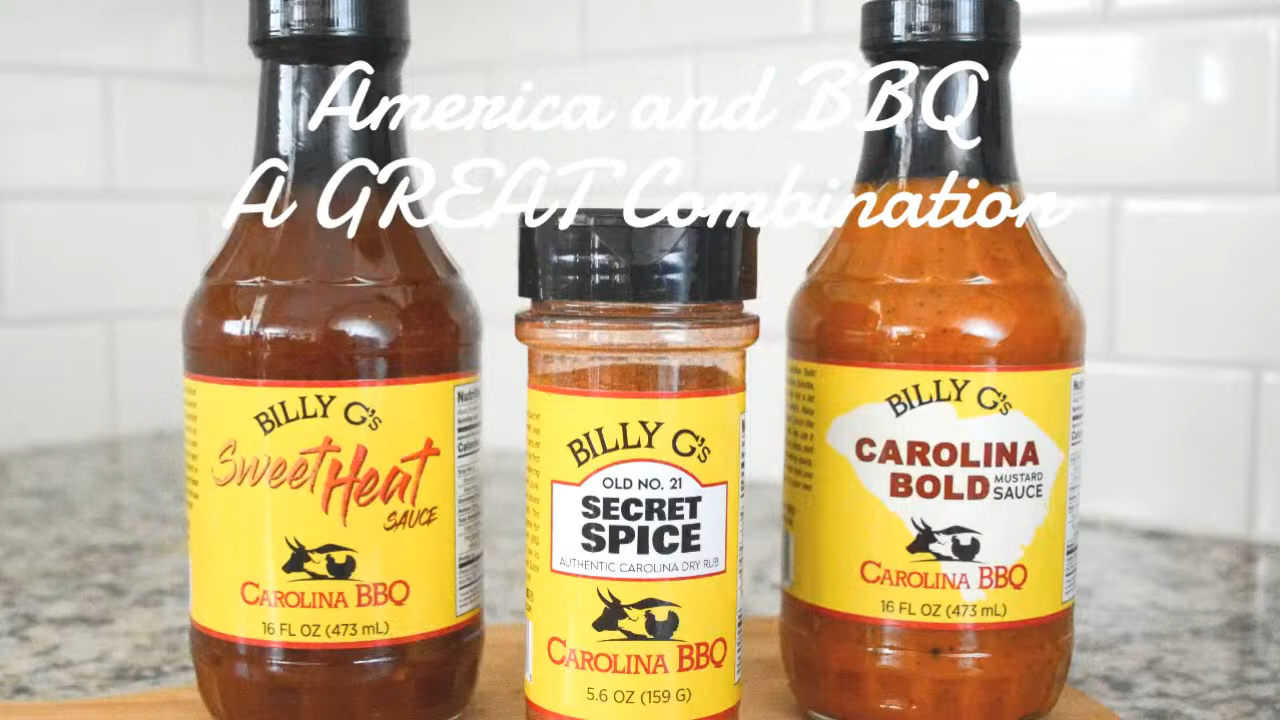 America and BBQ
A GREAT Combination
BILLY G's
Sweet Heat
SAUCE
CAROLINA BBQ
16 FL OZ (473 mL)
BILLY G's
OLD NO. 21
SECRET
SPICE
AUTHENTIC CAROLINA DRY RUB
CAROLINA BBQ
5.6 OZ (159 G)
BILLY G's
CAROLINA
BOLD MUSTARD SAUCE
CAROLINA BBQ
16 FL OZ (473 mL)